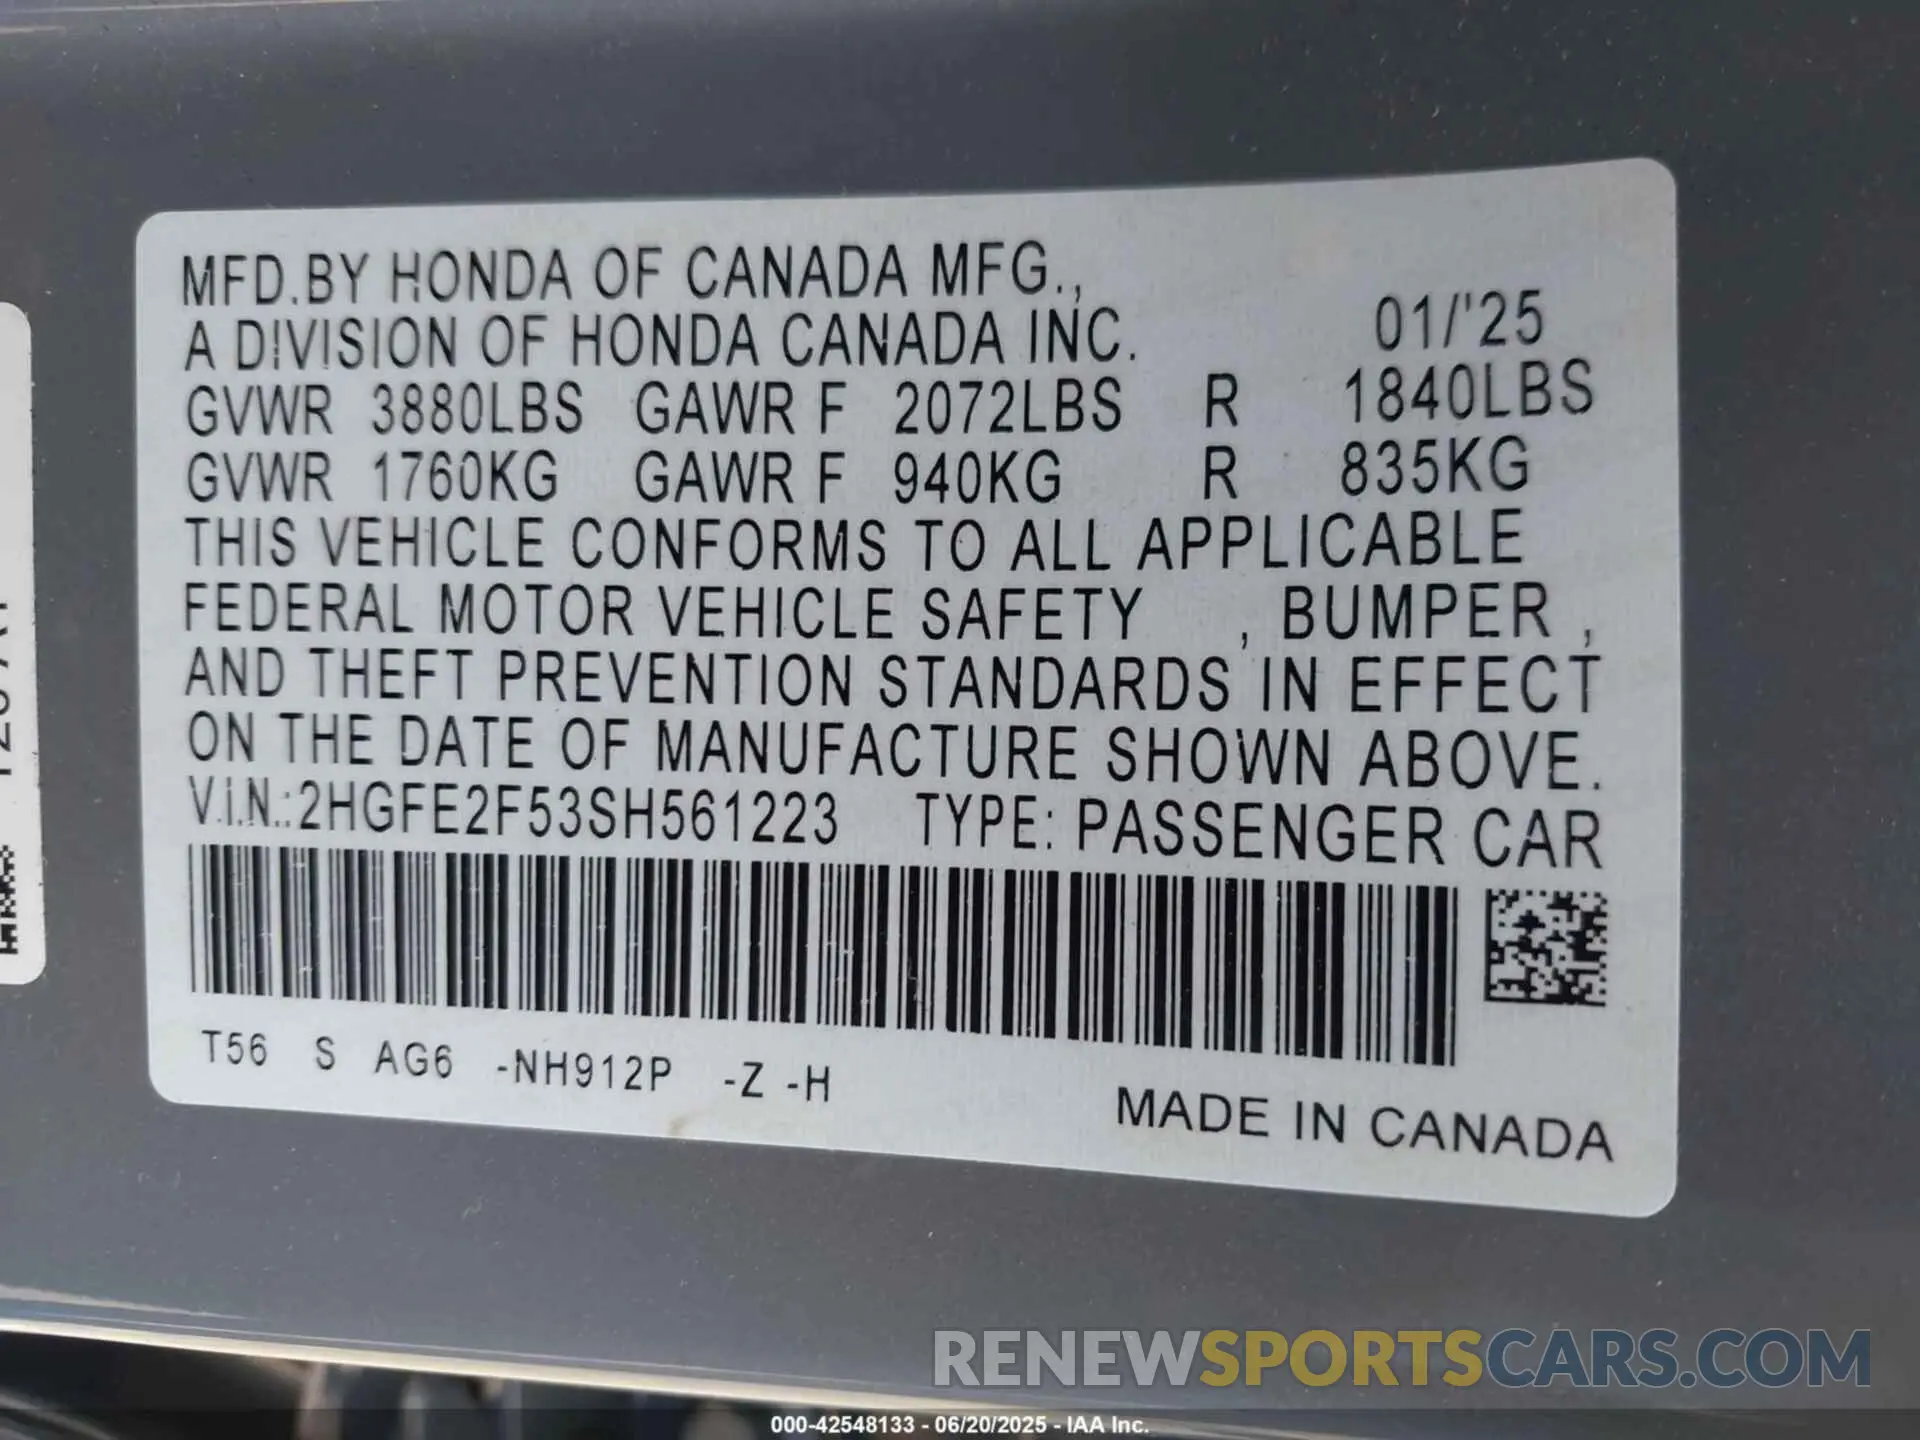 MFD.BY HONDA OF CANADA MFG.,
A DIVISION OF HONDA CANADA INC. 01/'25
GVWR 3880LBS GAWR F 2072LBS R 1840LBS
GVWR 1760KG GAWR F 940KG R 835KG
THIS VEHICLE CONFORMS TO ALL APPLICABLE
FEDERAL MOTOR VEHICLE SAFETY , BUMPER ,
AND THEFT PREVENTION STANDARDS IN EFFECT
ON THE DATE OF MANUFACTURE SHOWN ABOVE.
V.I.N.:2HGFE2F53SH561223 TYPE: PASSENGER CAR
T56 S AG6 -NH912P -Z -H
MADE IN CANADA
RENEWSPORTSCARS.COM
000-42548133 - 06/20/2025 - IAA Inc.